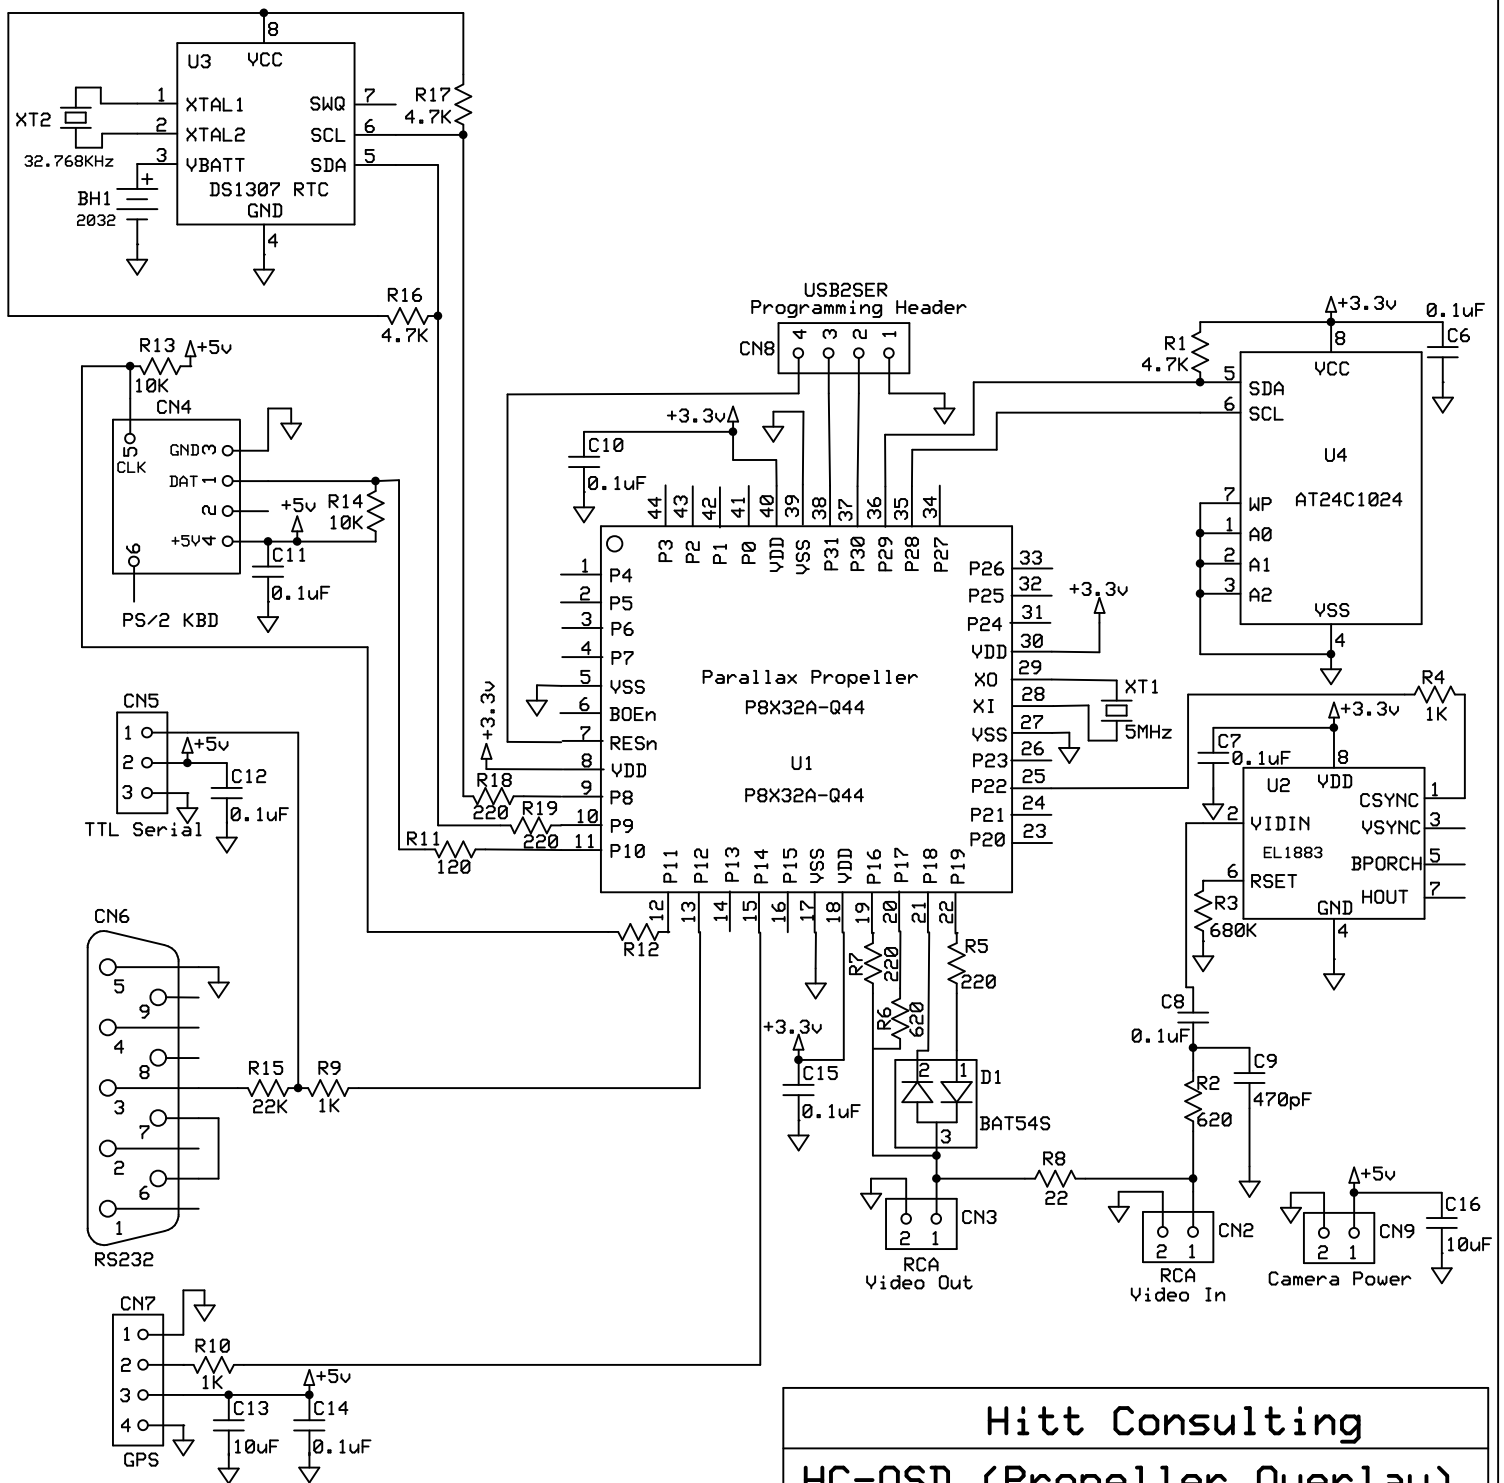 8
U3
VCC
1
XTAL1
SWQ
7
R17
4.7K
XT2
2
XTAL2
SCL
6
32.768KHz
3
VBATT
SDA
5
BH1
2032
+
DS1307 RTC
GND
4
R16
4.7K
R13
10K
+5v
CN4
5
CLK
GND 3
DAT 1
2
+5V 4
6
PS/2 KBD
R14
10K
+5v
C11
0.1uF
USB2SER
Programming Header
CN8
4
3
2
1
+3.3v
C10
0.1uF
44
43
42
41
40
39
38
37
36
35
34
P3
P2
P1
P0
VDD
VSS
P31
P30
P29
P28
P27
1
P4
2
P5
3
P6
4
P7
5
VSS
6
BOEn
7
RESn
8
VDD
9
P8
10
P9
11
P10
Parallax Propeller
P8X32A-Q44
U1
P8X32A-Q44
P26
33
P25
32
P24
31
VDD
30
XO
29
XI
28
VSS
27
P23
26
P22
25
P21
24
P20
23
+3.3v
XT1
5MHz
P11
P12
P13
P14
P15
VSS
VDD
P16
P17
P18
P19
12
13
14
15
16
17
18
19
20
21
22
+3.3v
R18
220
R19
220
R11
120
R12
+3.3v
0.1uF
C6
R1
4.7K
8
VCC
5
SDA
6
SCL
U4
AT24C1024
7
WP
1
A0
2
A1
3
A2
VSS
4
R4
1K
+3.3v
C7
0.1uF
8
U2
VDD
CSYNC
1
2
VIDIN
VSYNC
3
EL1883
BPORCH
5
6
RSET
HOUT
7
GND
4
R3
680K
CN5
1
2
3
+5v
C12
0.1uF
TTL Serial
CN6
5
9
4
8
3
7
2
6
1
RS232
R15
22K
R9
1K
R7
220
R6
620
R5
220
+3.3v
C15
0.1uF
2
1
D1
BAT54S
3
C8
0.1uF
C9
470pF
R2
620
R8
22
CN3
2
1
RCA
Video Out
CN2
2
1
RCA
Video In
+5v
CN9
2
1
C16
10uF
Camera Power
CN7
1
2
3
4
GPS
R10
1K
+5v
C13
10uF
C14
0.1uF
Hitt Consulting
HC-OSD (Propeller Overlay)